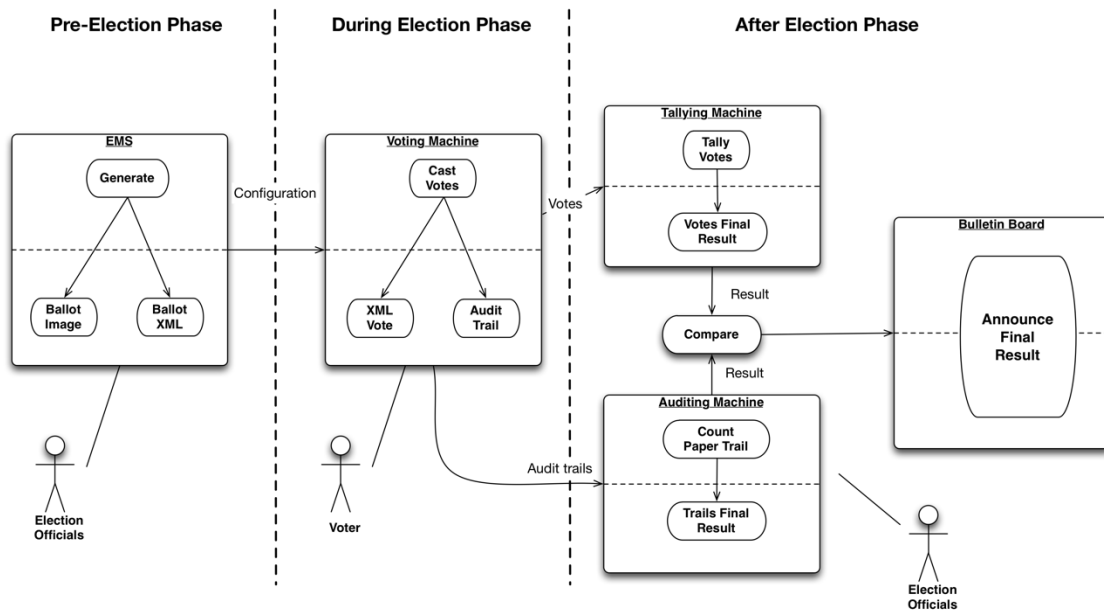 Pre-Election Phase
During Election Phase
After Election Phase
EMS
Generate
Ballot
Image
Ballot
XML
Election
Officials
Configuration
Voting Machine
Cast
Votes
XML
Vote
Audit
Trail
Voter
Votes
Audit trails
Tallying Machine
Tally
Votes
Votes Final
Result
Result
Compare
Result
Auditing Machine
Count
Paper Trail
Trails Final
Result
Bulletin Board
Announce
Final
Result
Election
Officials